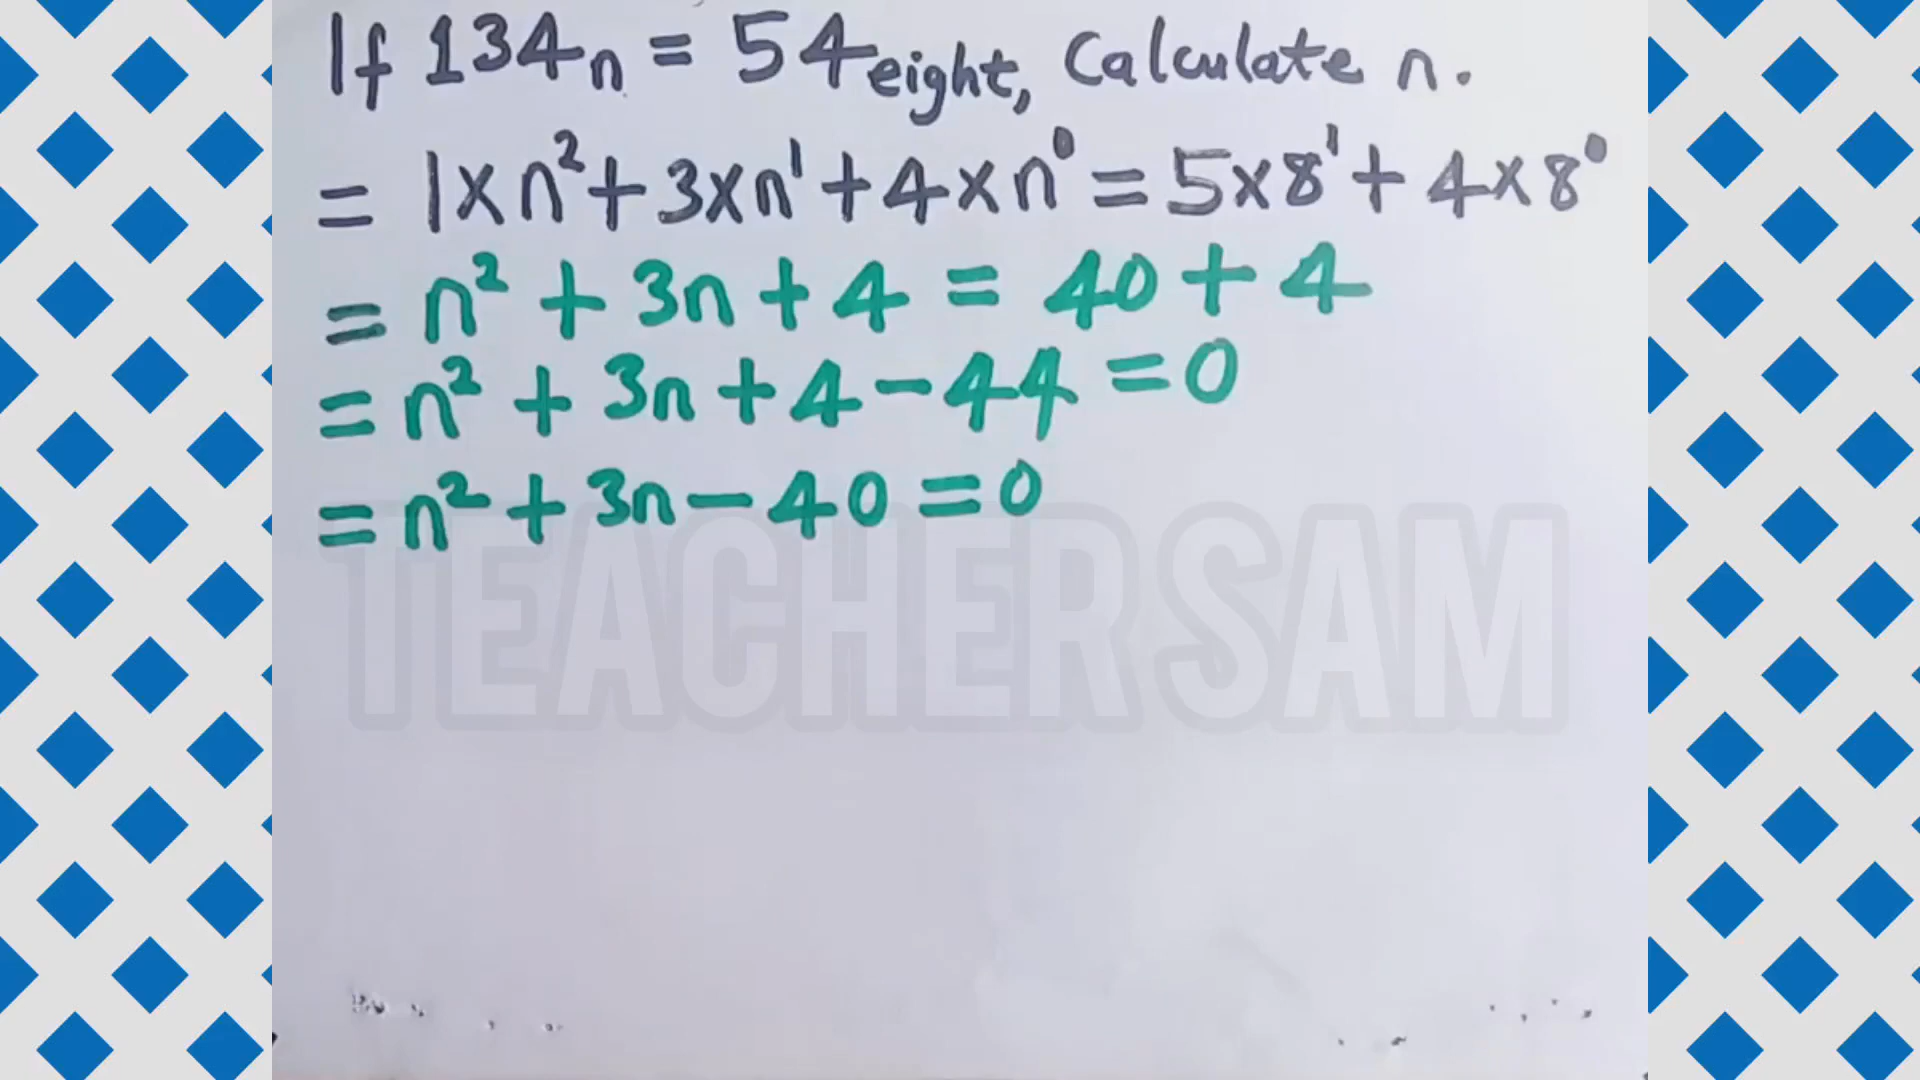 If 134ₙ = 54eight, Calculate n.
= 1×n²+3×n¹+4×n⁰=5×8¹+4×8⁰
= n² + 3n + 4 = 40 + 4
= n² + 3n + 4 - 44 = 0
= n² + 3n - 40 = 0
TEACHER SAM